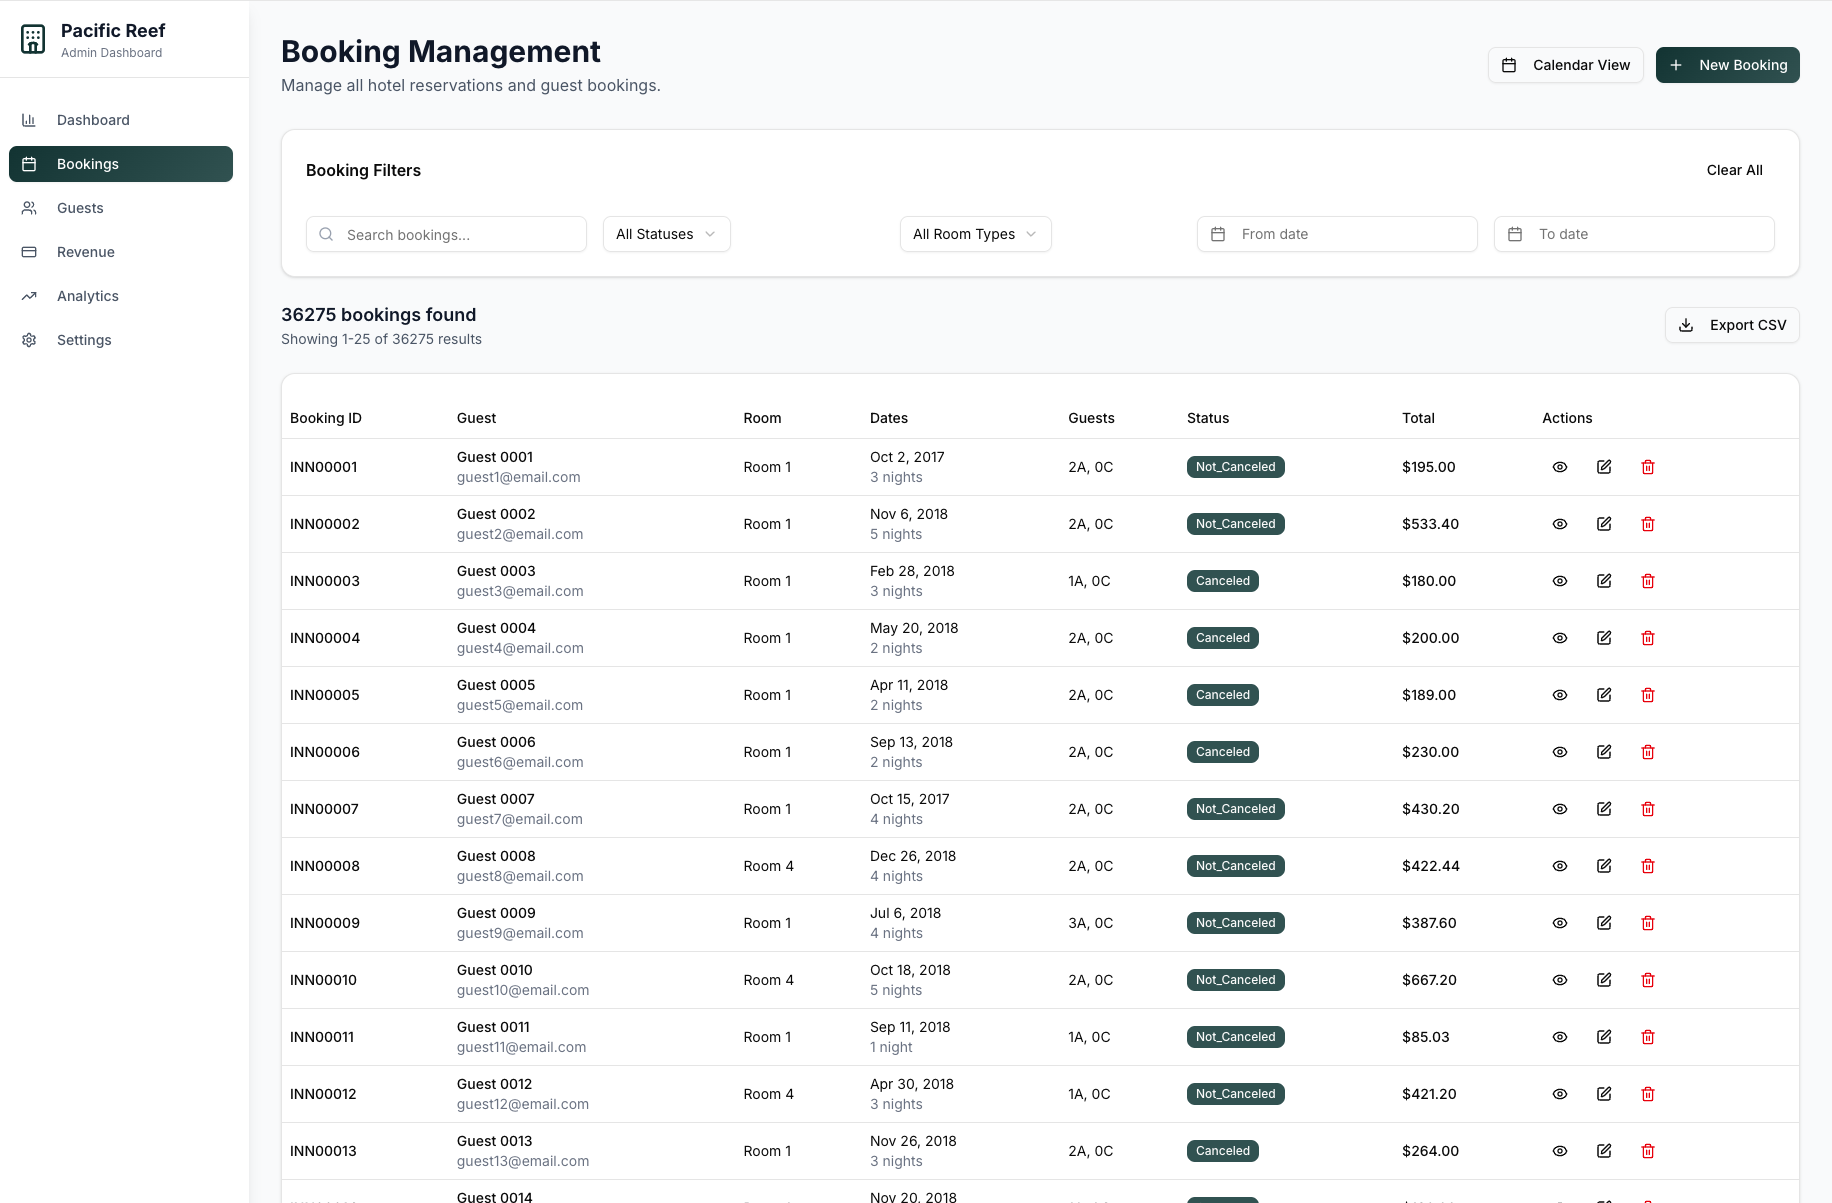 Pacific Reef
Admin Dashboard
Dashboard
Bookings
Guests
Revenue
Analytics
Settings
Booking Management
Manage all hotel reservations and guest bookings.
Calendar View
New Booking
Booking Filters
Clear All
Search bookings...
All Statuses
All Room Types
From date
To date
36275 bookings found
Showing 1-25 of 36275 results
Export CSV
Booking ID Guest Room Dates Guests Status Total Actions
INN00001 Guest 0001 Room 1 Oct 2, 2017 2A, 0C Not_Canceled $195.00
guest1@email.com 3 nights
INN00002 Guest 0002 Room 1 Nov 6, 2018 2A, 0C Not_Canceled $533.40
guest2@email.com 5 nights
INN00003 Guest 0003 Room 1 Feb 28, 2018 1A, 0C Canceled $180.00
guest3@email.com 3 nights
INN00004 Guest 0004 Room 1 May 20, 2018 2A, 0C Canceled $200.00
guest4@email.com 2 nights
INN00005 Guest 0005 Room 1 Apr 11, 2018 2A, 0C Canceled $189.00
guest5@email.com 2 nights
INN00006 Guest 0006 Room 1 Sep 13, 2018 2A, 0C Canceled $230.00
guest6@email.com 2 nights
INN00007 Guest 0007 Room 1 Oct 15, 2017 2A, 0C Not_Canceled $430.20
guest7@email.com 4 nights
INN00008 Guest 0008 Room 4 Dec 26, 2018 2A, 0C Not_Canceled $422.44
guest8@email.com 4 nights
INN00009 Guest 0009 Room 1 Jul 6, 2018 3A, 0C Not_Canceled $387.60
guest9@email.com 4 nights
INN00010 Guest 0010 Room 4 Oct 18, 2018 2A, 0C Not_Canceled $667.20
guest10@email.com 5 nights
INN00011 Guest 0011 Room 1 Sep 11, 2018 1A, 0C Not_Canceled $85.03
guest11@email.com 1 night
INN00012 Guest 0012 Room 4 Apr 30, 2018 1A, 0C Not_Canceled $421.20
guest12@email.com 3 nights
INN00013 Guest 0013 Room 1 Nov 26, 2018 2A, 0C Canceled $264.00
guest13@email.com 3 nights
Guest 0014 Nov 20, 2018